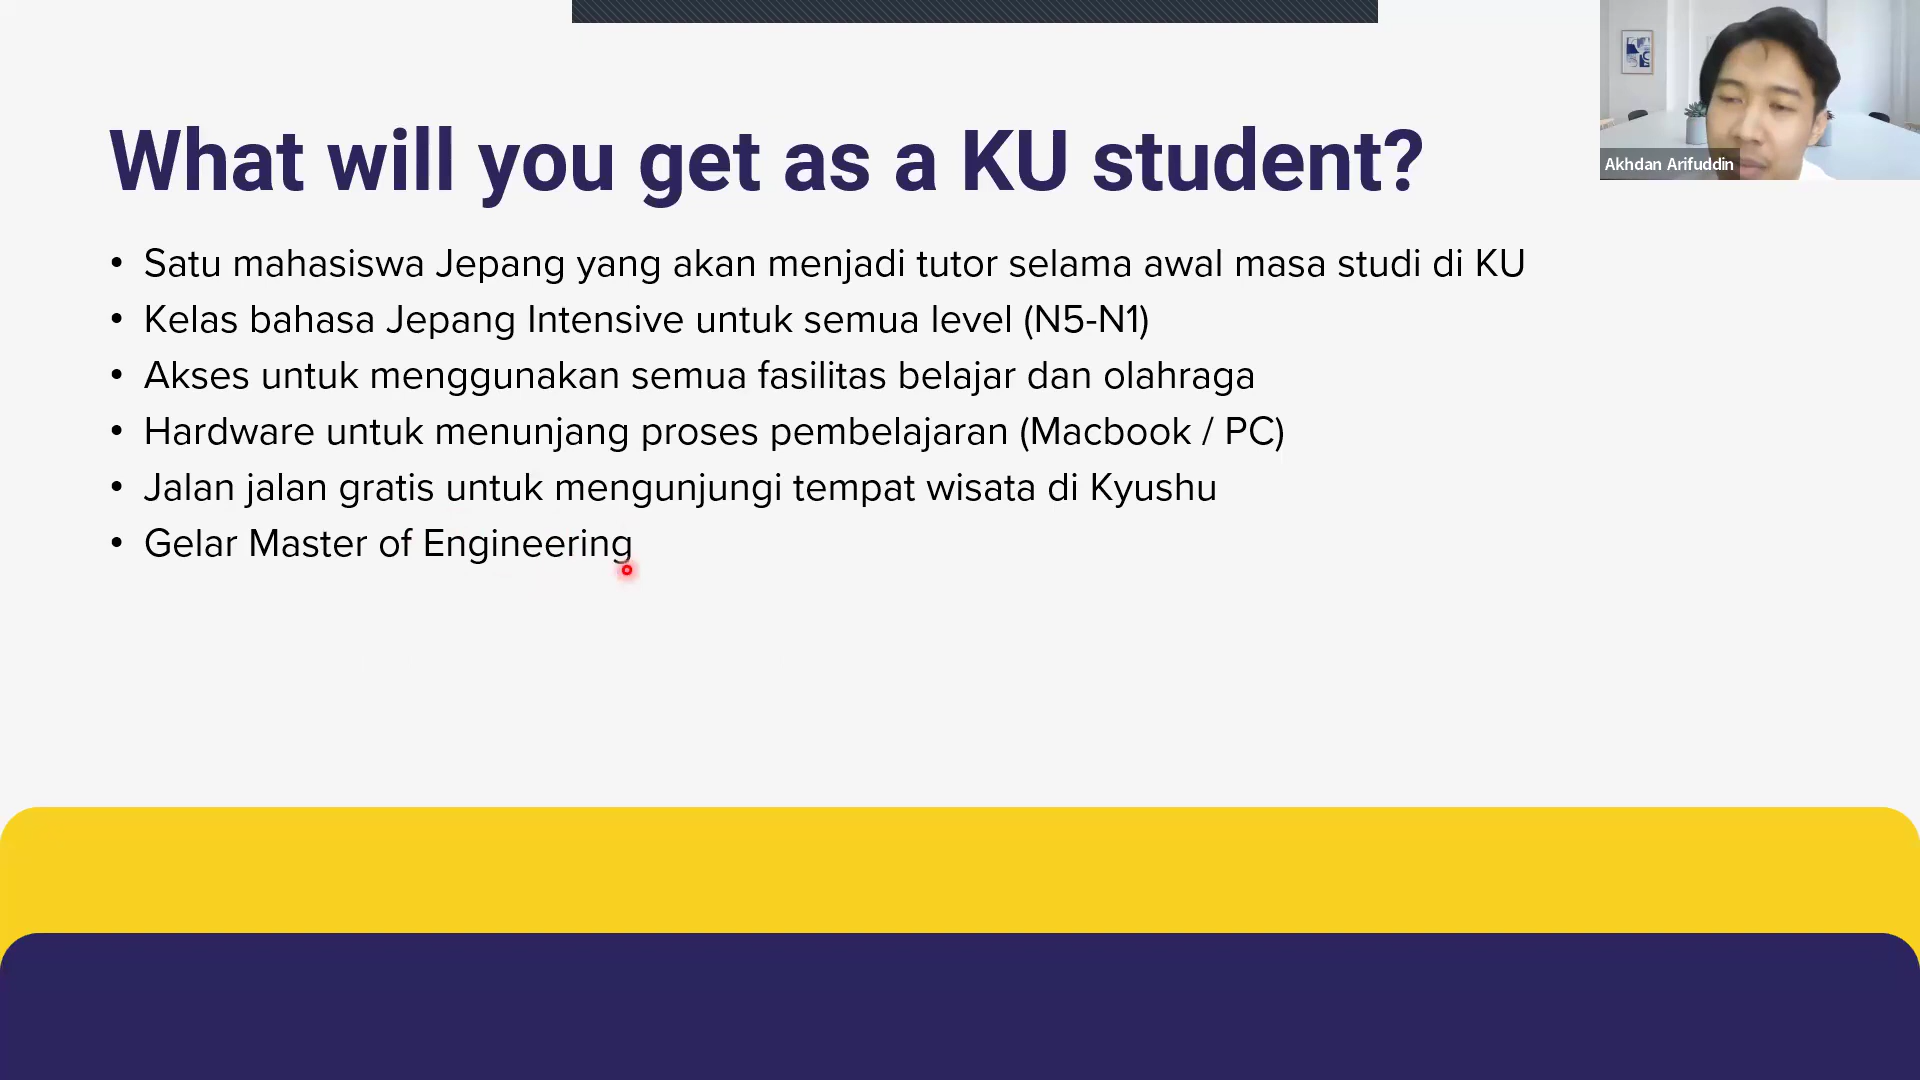 What will you get as a KU student?
• Satu mahasiswa Jepang yang akan menjadi tutor selama awal masa studi di KU
• Kelas bahasa Jepang Intensive untuk semua level (N5-N1)
• Akses untuk menggunakan semua fasilitas belajar dan olahraga
• Hardware untuk menunjang proses pembelajaran (Macbook / PC)
• Jalan jalan gratis untuk mengunjungi tempat wisata di Kyushu
• Gelar Master of Engineering
Akhdan Arifuddin